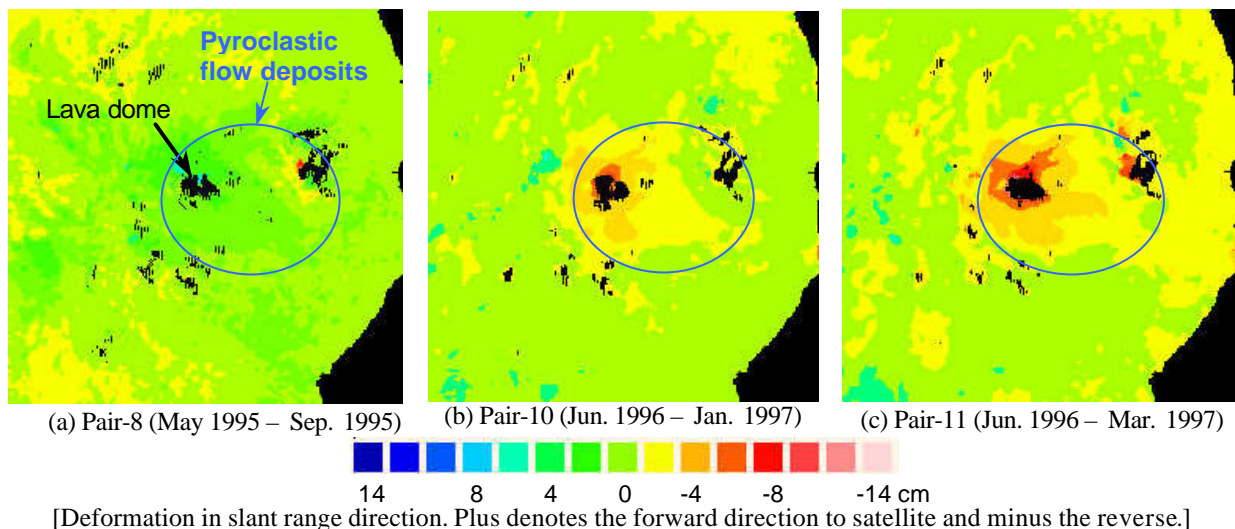 Pyroclastic
flow deposits
Lava dome
(a) Pair-8 (May 1995 – Sep. 1995)
(b) Pair-10 (Jun. 1996 – Jan. 1997)
(c) Pair-11 (Jun. 1996 – Mar. 1997)
14 8 4 0 -4 -8 -14 cm
[Deformation in slant range direction. Plus denotes the forward direction to satellite and minus the reverse.]